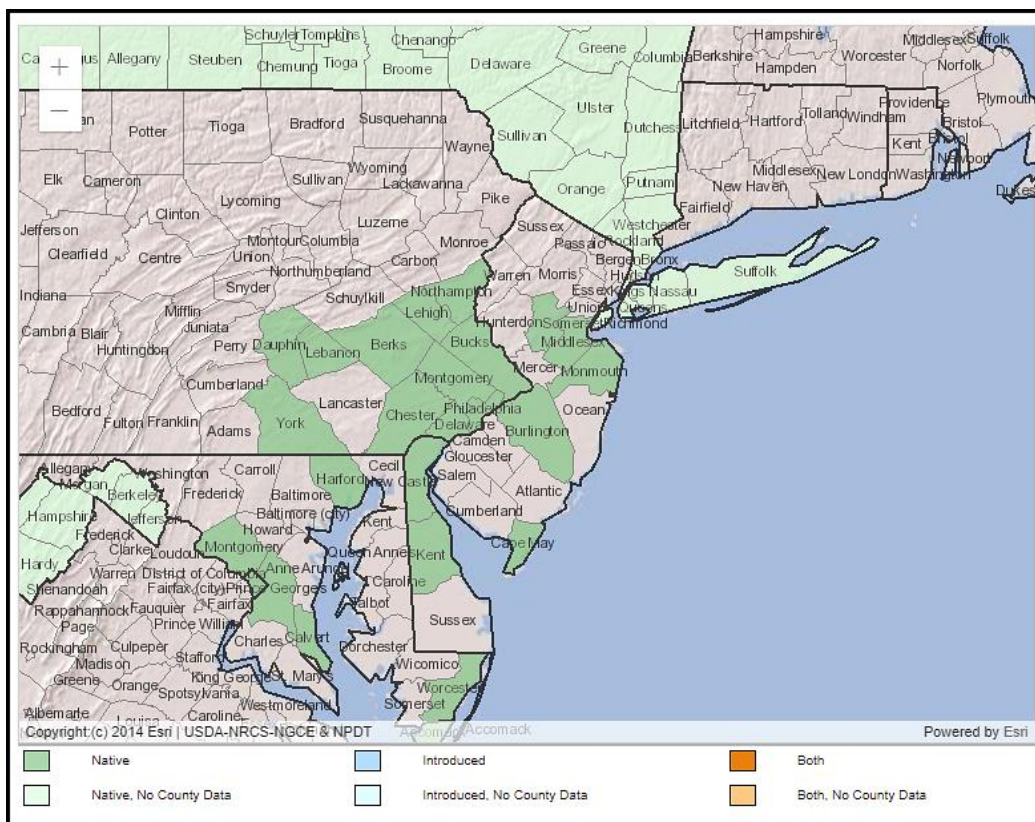 Schuyler Tompkins Chenango Greene Columbia Berkshire Hampshire Middlesex Suffolk
Allegany Steuben Chemung Tioga Broome Delaware Hampden Worcester Norfolk
+
−
Ulster Plymouth
Potter Tioga Bradford Susquehanna Sullivan Dutchess Litchfield Hartford Tolland Windham Providence Bristol
Wayne Kent Bristol
Elk Cameron Sullivan Wyoming Lackawanna Orange Putnam New Haven Middlesex New London Washington Newport
Lycoming Pike Dukes
Jefferson Clinton Luzerne Sussex Westchester Fairfield
Clearfield Centre Union Montour Columbia Monroe Passaic Rockland
Snyder Northumberland Carbon Warren Morris Bergen Bronx Suffolk
Indiana Mifflin Schuylkill Northampton Essex Hudson Kings Nassau
Juniata Lehigh Hunterdon Union Queens
Cambria Blair Perry Dauphin Berks Bucks Somerset Richmond
Huntingdon Lebanon Middlesex
Cumberland Montgomery Mercer Monmouth
Bedford Fulton Franklin Adams York Lancaster Chester Philadelphia Delaware Burlington Ocean
Camden
Allegany Washington Carroll Cecil Gloucester
Morgan Berkeley Frederick Baltimore Harford New Castle Salem Atlantic
Hampshire Jefferson Baltimore (city) Cumberland
Frederick Howard Kent
Hardy Clarke Loudoun Montgomery Queen Annes Kent Cape May
Shenandoah Warren District of Columbia Anne Arundel Caroline
Rappahannock Fauquier Fairfax (city) Prince Georges Talbot
Page Fairfax Sussex
Rockingham Culpeper Prince William Charles Calvert Dorchester
Madison Stafford Wicomico
Greene Orange King George St. Mary's Worcester
Spotsylvania Westmoreland Somerset
Albemarle Louisa Caroline
Accomack Accomack
Copyright:(c) 2014 Esri | USDA-NRCS-NGCE & NPDT Powered by Esri
Native Introduced Both
Native, No County Data Introduced, No County Data Both, No County Data